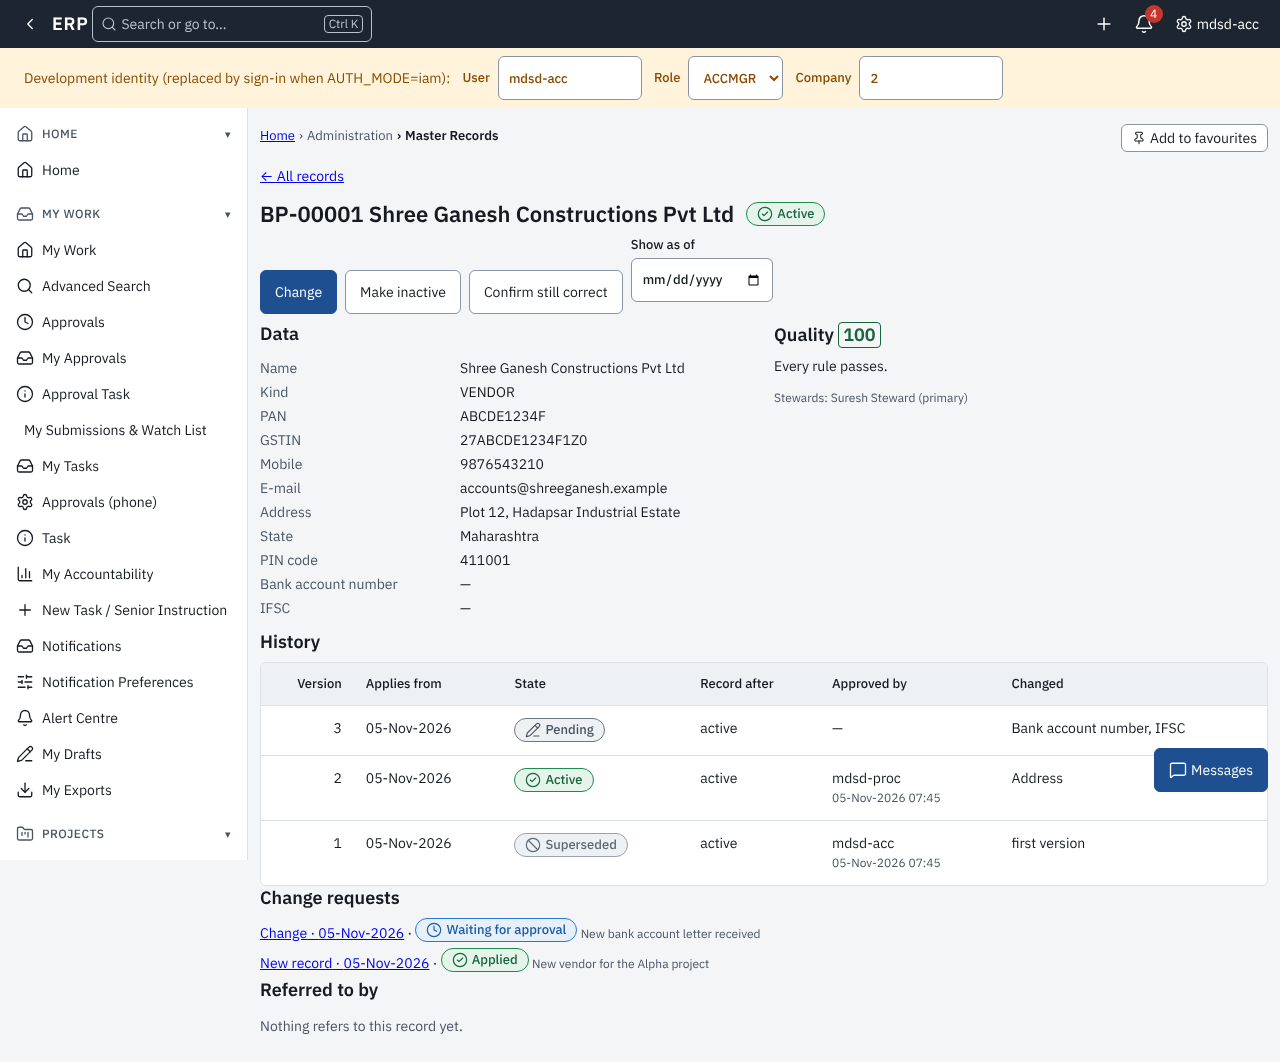 ERP
Search or go to...
Ctrl K
4
mdsd-acc
Development identity (replaced by sign-in when AUTH_MODE=iam): User mdsd-acc Role ACCMGR Company 2
HOME
Home
MY WORK
My Work
Advanced Search
Approvals
My Approvals
Approval Task
My Submissions & Watch List
My Tasks
Approvals (phone)
Task
My Accountability
New Task / Senior Instruction
Notifications
Notification Preferences
Alert Centre
My Drafts
My Exports
PROJECTS
Home › Administration › Master Records
Add to favourites
← All records
BP-00001 Shree Ganesh Constructions Pvt Ltd Active
Show as of
Change Make inactive Confirm still correct mm/dd/yyyy
Data
Name Shree Ganesh Constructions Pvt Ltd
Kind VENDOR
PAN ABCDE1234F
GSTIN 27ABCDE1234F1Z0
Mobile 9876543210
E-mail accounts@shreeganesh.example
Address Plot 12, Hadapsar Industrial Estate
State Maharashtra
PIN code 411001
Bank account number —
IFSC —
Quality 100
Every rule passes.
Stewards: Suresh Steward (primary)
History
Version Applies from State Record after Approved by Changed
3 05-Nov-2026 Pending active — Bank account number, IFSC
2 05-Nov-2026 Active active mdsd-proc Address
05-Nov-2026 07:45
1 05-Nov-2026 Superseded active mdsd-acc first version
05-Nov-2026 07:45
Messages
Change requests
Change · 05-Nov-2026 · Waiting for approval New bank account letter received
New record · 05-Nov-2026 · Applied New vendor for the Alpha project
Referred to by
Nothing refers to this record yet.